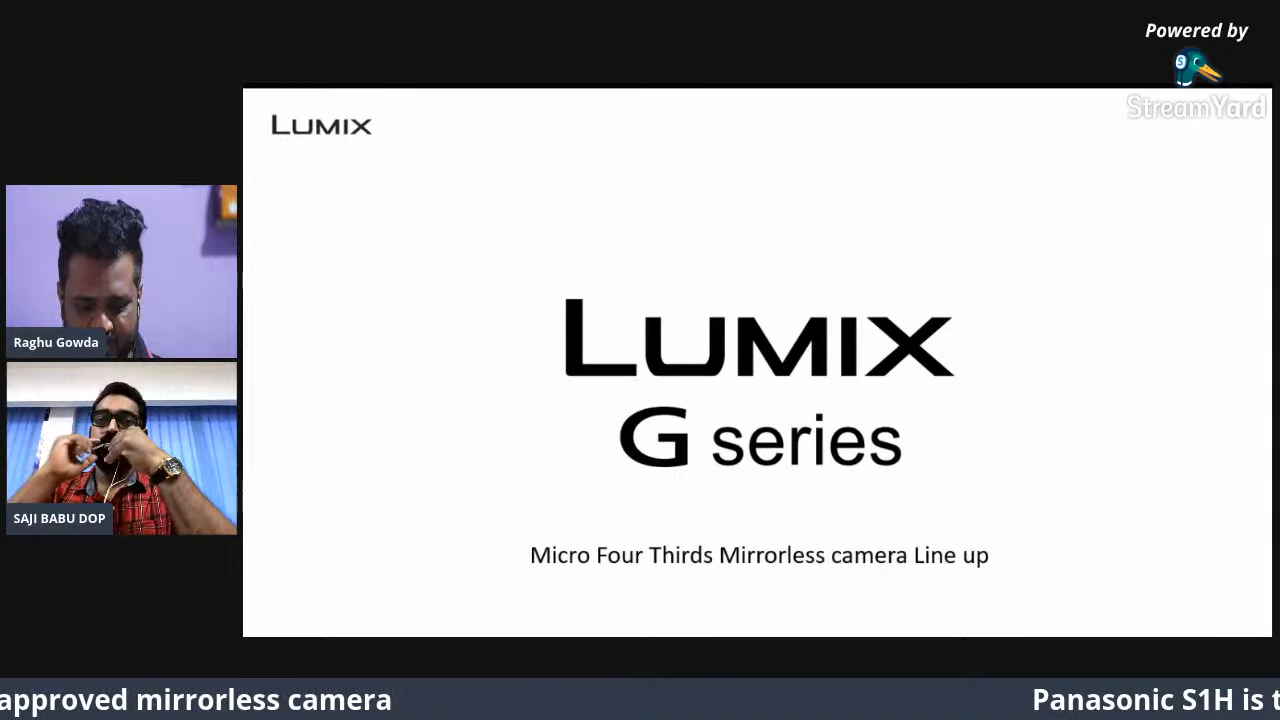 Powered by
StreamYard
LUMIX
LUMIX
G series
Micro Four Thirds Mirrorless camera Line up
Raghu Gowda
SAJI BABU DOP
approved mirrorless camera
Panasonic S1H is t